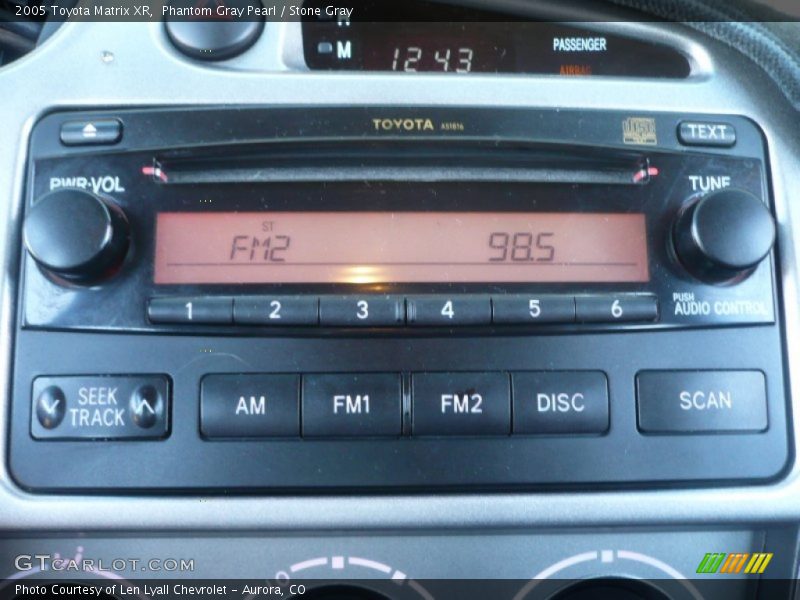 2005 Toyota Matrix XR,  Phantom Gray Pearl / Stone Gray
M
12 43
PASSENGER
AIRBAG
TOYOTA A51816
TEXT
PWR·VOL
TUNE
ST
FM2 98.5
1 2 3 4 5 6
PUSH
AUDIO CONTROL
SEEK
TRACK
AM FM1 FM2 DISC SCAN
GTCARLOT.COM
Photo Courtesy of Len Lyall Chevrolet - Aurora, CO